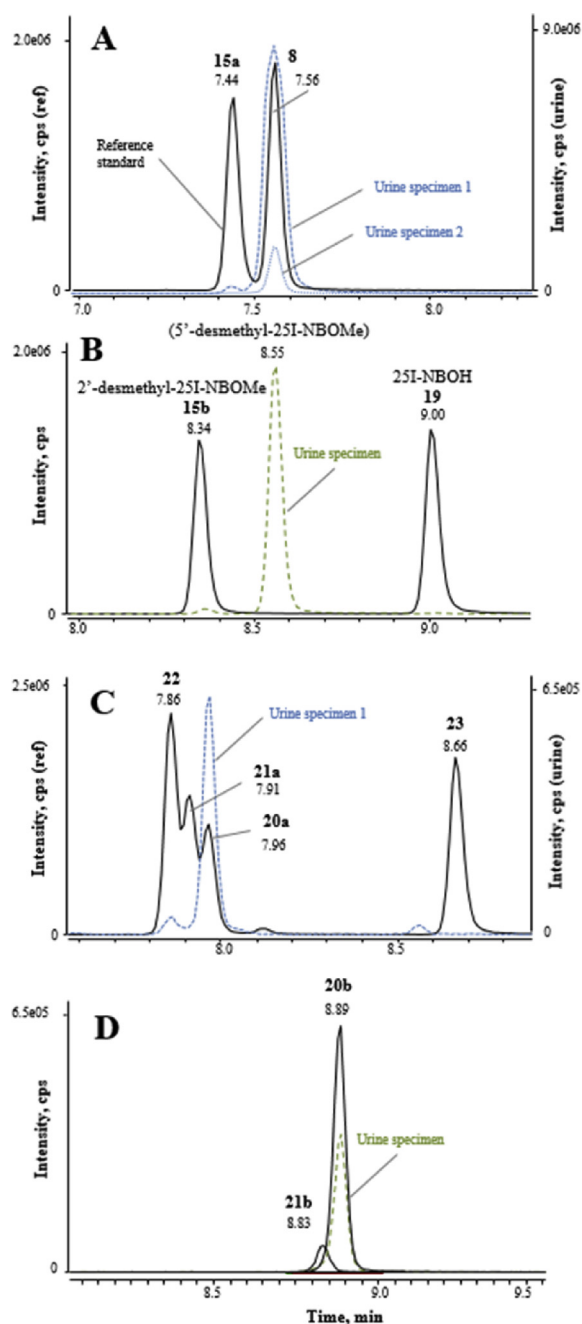 A
2.0e06
9.0e06
15a
7.44
8
7.56
Reference
standard
Urine specimen 1
Urine specimen 2
Intensity, cps (ref)
Intensity, cps (urine)
0
0
7.0
7.5
8.0
(5'-desmethyl-25I-NBOMe)
B
2.0e06
8.55
2'-desmethyl-25I-NBOMe
15b
8.34
25I-NBOH
19
9.00
Urine specimen
Intensity, cps
0
8.0
8.5
9.0
C
2.5e06
6.5e05
22
7.86
Urine specimen 1
21a
7.91
20a
7.96
23
8.66
Intensity, cps (ref)
Intensity, cps (urine)
0
0
8.0
8.5
D
6.5e05
20b
8.89
Urine specimen
21b
8.83
Intensity, cps
0
8.5
9.0
9.5
Time, min